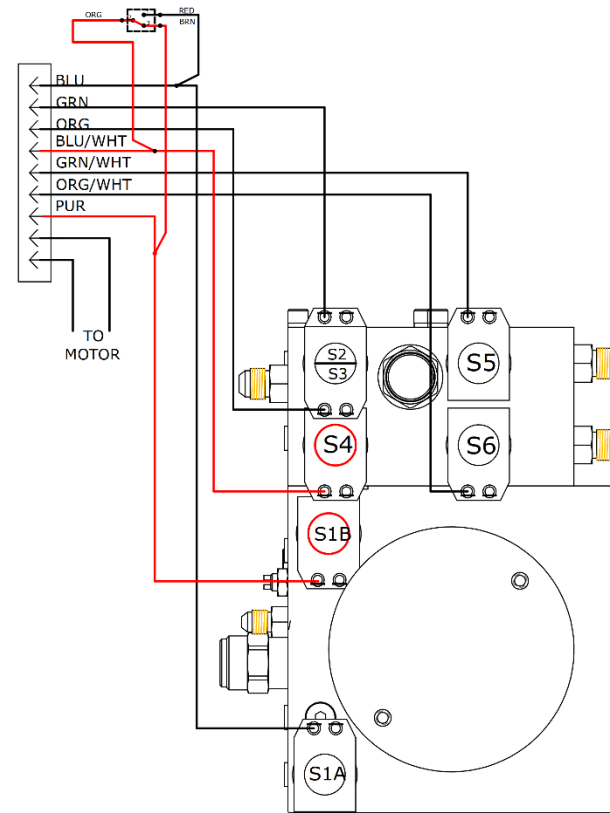 ORG
RED
BRN
BLU
GRN
ORG
BLU/WHT
GRN/WHT
ORG/WHT
PUR
TO
MOTOR
S2
S3
S5
S4
S6
S1B
S1A